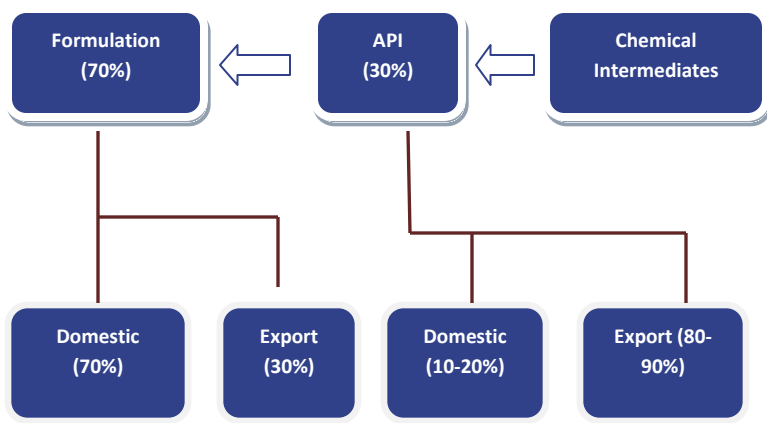 Formulation
(70%)
API
(30%)
Chemical
Intermediates
Domestic
(70%)
Export
(30%)
Domestic
(10-20%)
Export (80-
90%)